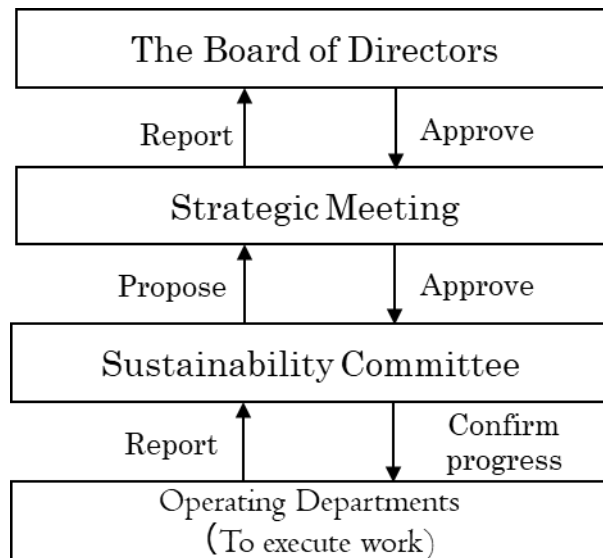 The Board of Directors
Report
Approve
Strategic Meeting
Propose
Approve
Sustainability Committee
Report
Confirm
progress
Operating Departments
(To execute work)